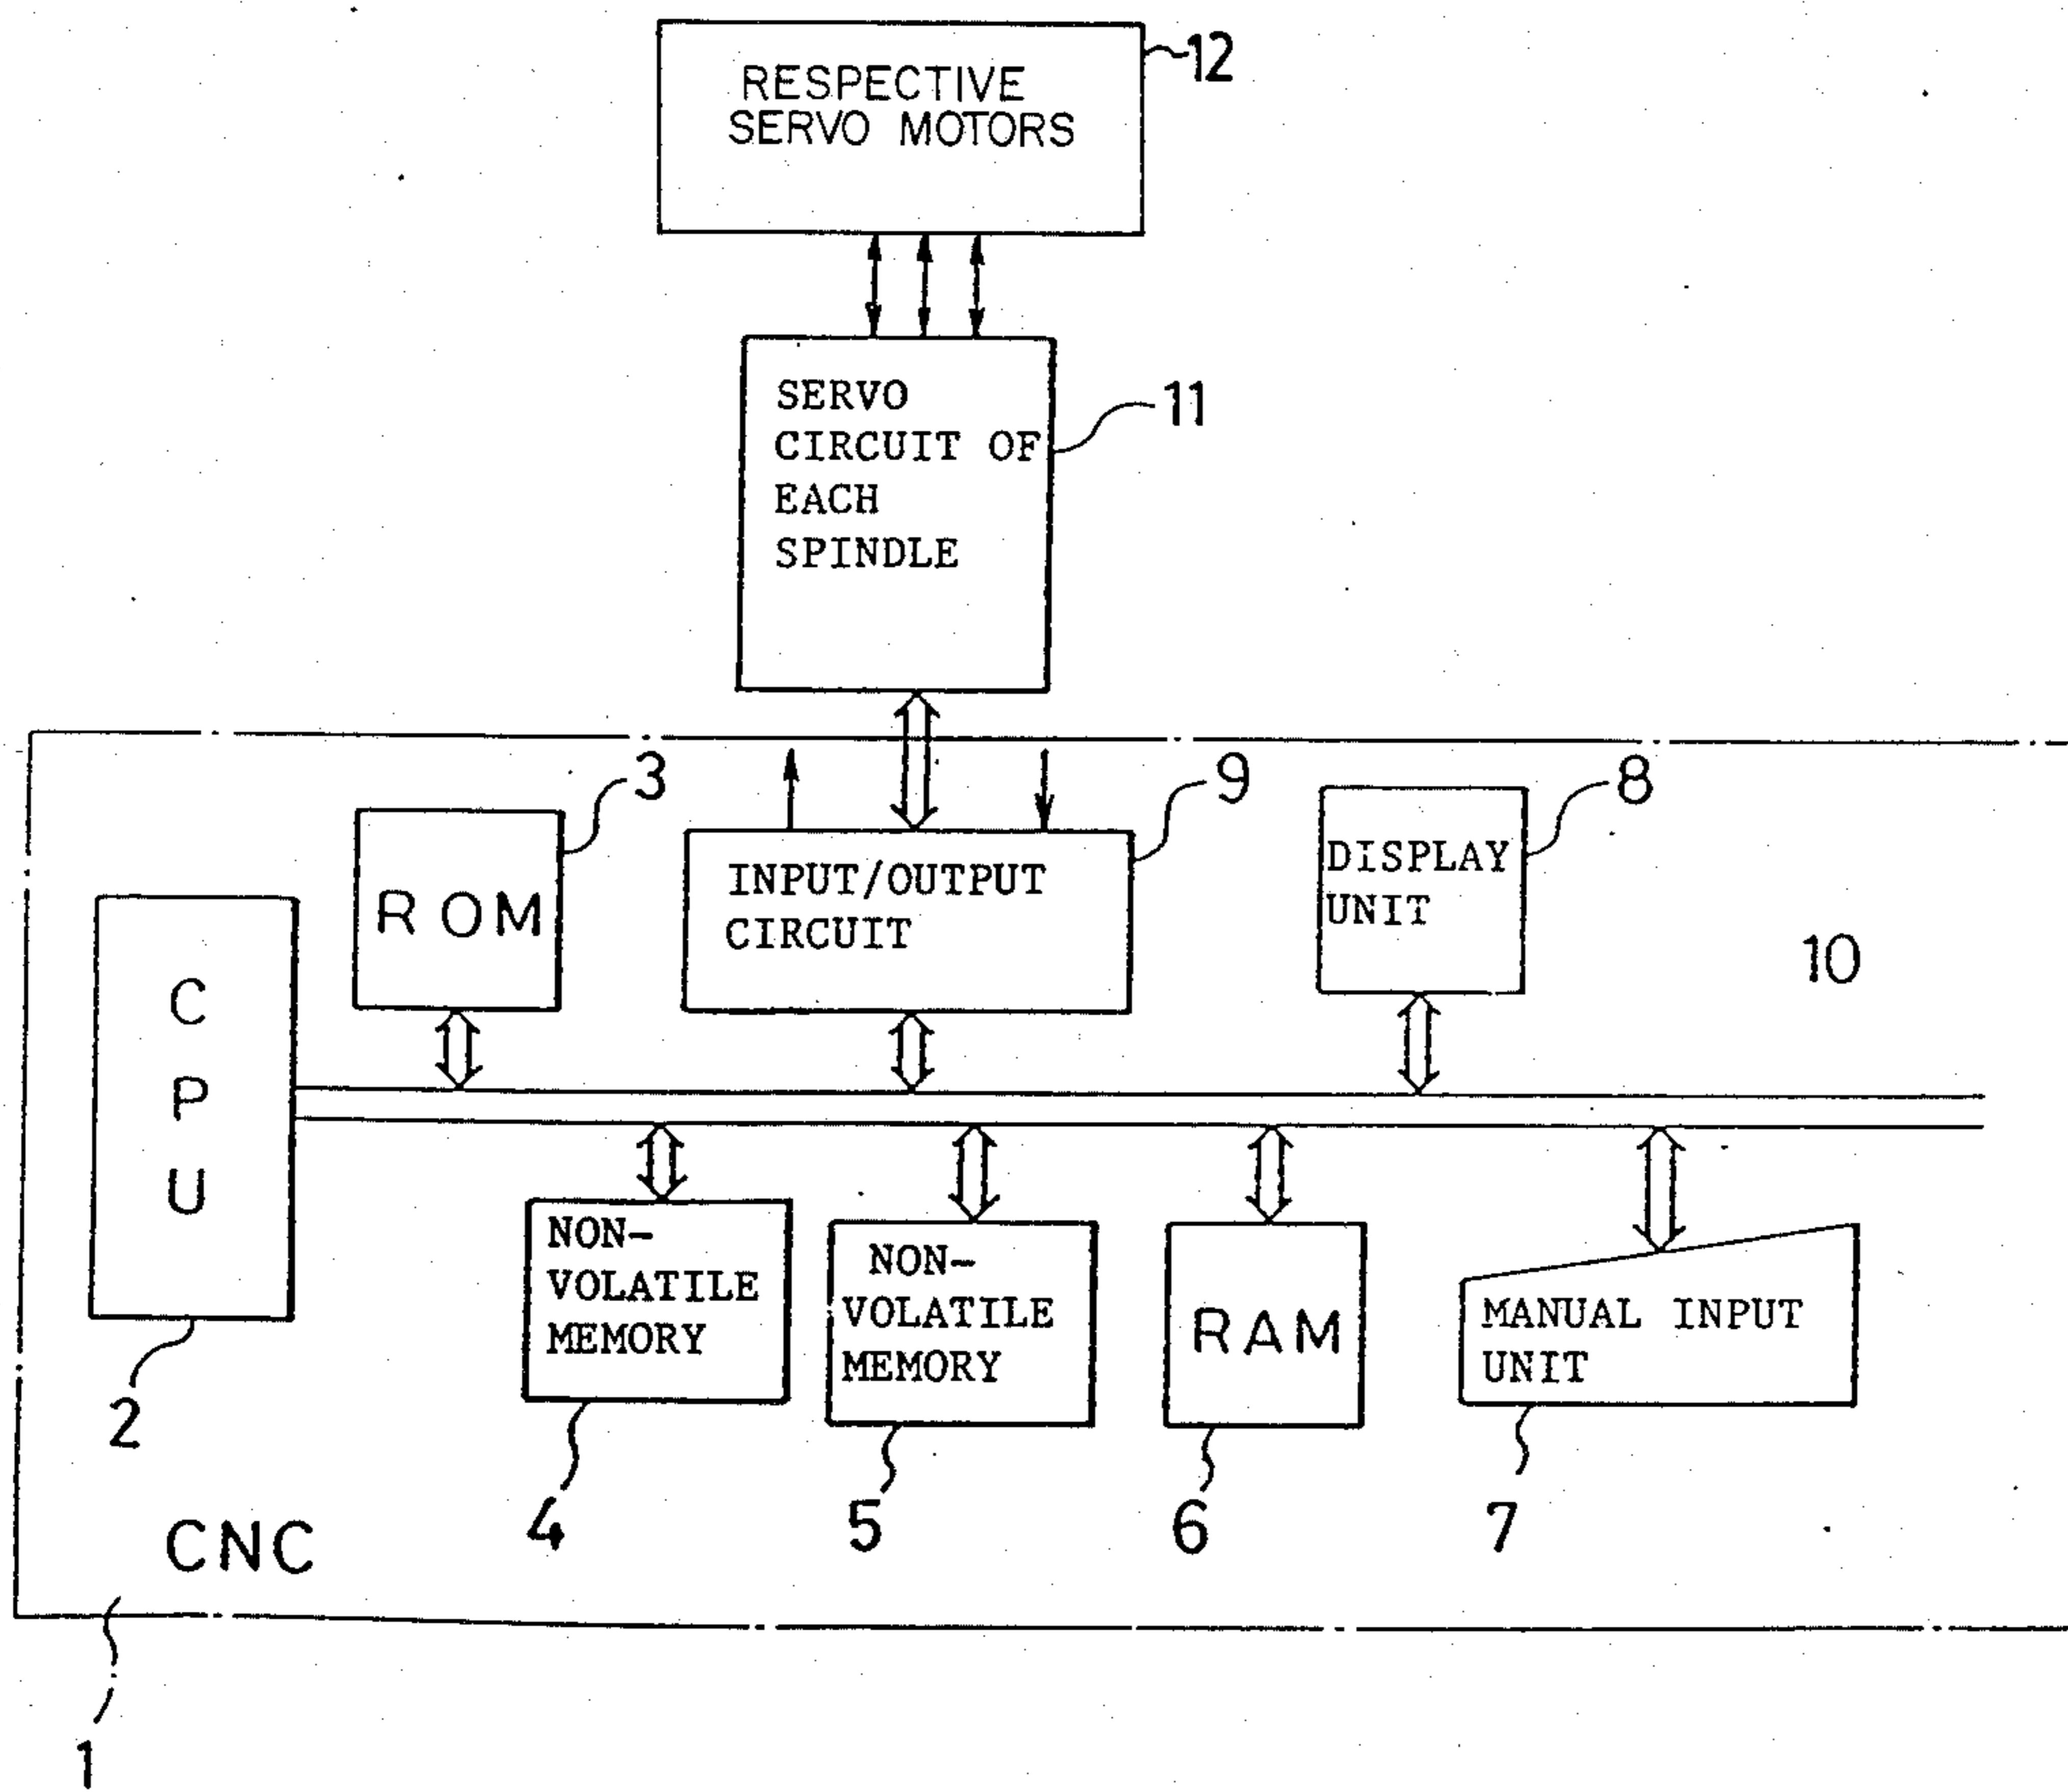 RESPECTIVE
SERVO MOTORS
12
SERVO
CIRCUIT OF
EACH
SPINDLE
11
3
9
8
ROM
INPUT/OUTPUT
CIRCUIT
DISPLAY
UNIT
10
CPU
2
NON-
VOLATILE
MEMORY
4
NON-
VOLATILE
MEMORY
5
RAM
6
MANUAL INPUT
UNIT
7
CNC
1